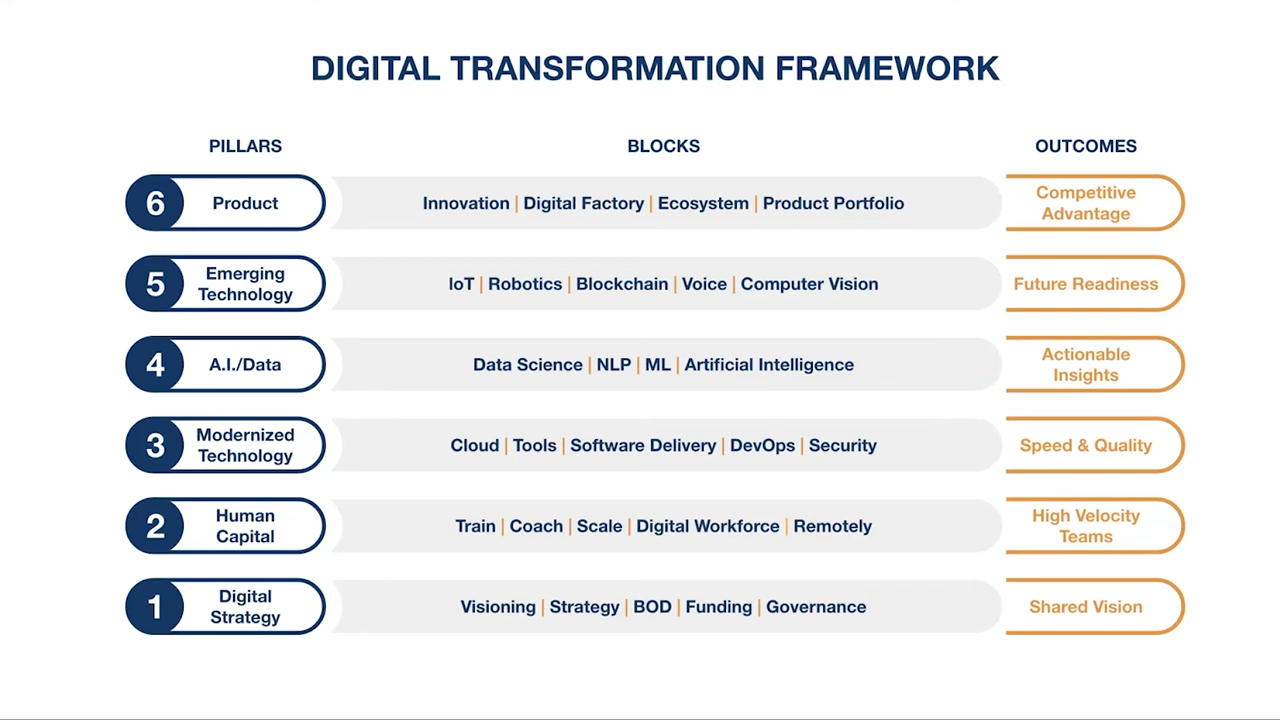 DIGITAL TRANSFORMATION FRAMEWORK
PILLARS
BLOCKS
OUTCOMES
6
Product
Innovation | Digital Factory | Ecosystem | Product Portfolio
Competitive
Advantage
5
Emerging
Technology
IoT | Robotics | Blockchain | Voice | Computer Vision
Future Readiness
4
A.I./Data
Data Science | NLP | ML | Artificial Intelligence
Actionable
Insights
3
Modernized
Technology
Cloud | Tools | Software Delivery | DevOps | Security
Speed & Quality
2
Human
Capital
Train | Coach | Scale | Digital Workforce | Remotely
High Velocity
Teams
1
Digital
Strategy
Visioning | Strategy | BOD | Funding | Governance
Shared Vision